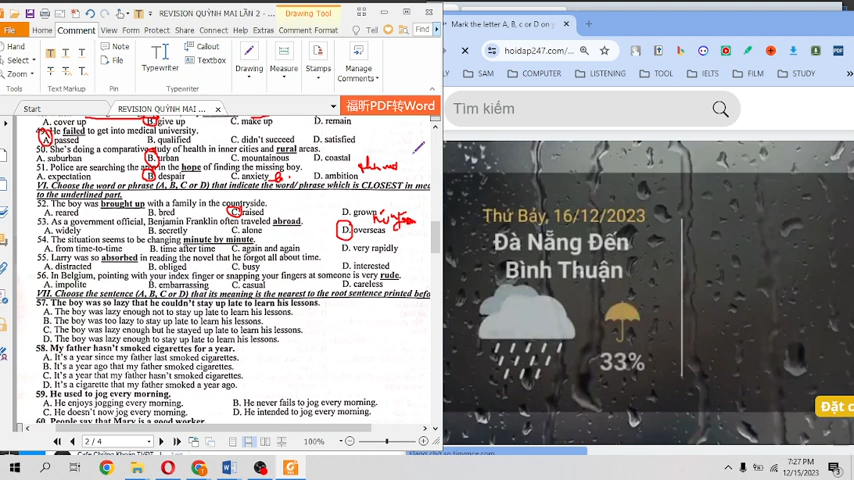 REVISION QUỲNH MAI LẦN 2 -
Drawing Tool
File
Home
Comment
View
Form
Protect
Share
Help
Find
Hand
Select
Zoom
Note
File
Typewriter
Callout
Textbox
Drawing
Measure
Stamp
福昕PDF转Word
Start
REVISION QUỲNH MAI L...
A. cover up B. give up C. make up D. remain
49. He failed to get into medical university.
A. passed B. qualified C. didn't succeed D. satisfied
50. She's doing a comparative study of health in inner cities and rural areas.
A. suburban B. urban C. mountainous D. coastal
51. Police are searching the area in the hope of finding the missing boy.
A. expectation B. despair C. anxiety D. ambition
VI. Choose the word or phrase (A, B, C or D) that indicate the word/ phrase which is CLOSEST in mea
to the underlined part.
52. The boy was brought up with a family in the countryside.
A. reared B. bred C. raised D. grown
53. As a government official, Benjamin Franklin often traveled abroad.
A. widely B. secretly C. alone D. overseas
54. The situation seems to be changing minute by minute.
A. from time-to-time B. time after time C. again and again D. very rapidly
55. Larry was so absorbed in reading the novel that he forgot all about time.
A. distracted B. obliged C. busy D. interested
56. In Belgium, pointing with your index finger or snapping your fingers at someone is very rude.
A. impolite B. embarrassing C. casual D. careless
VII. Choose the sentence (A, B, C or D) that its meaning is the nearest to the root sentence printed befo
57. The boy was so lazy that he couldn't stay up late to learn his lessons.
A. The boy was lazy enough not to stay up late to learn his lessons.
B. The boy was too lazy to stay up late to learn his lessons.
C. The boy was lazy enough but he stayed up late to learn his lessons.
D. The boy was lazy enough to stay up late to learn his lessons.
58. My father hasn't smoked cigarettes for a year.
A. It's a year since my father last smoked cigarettes.
B. It's a year ago that my father smoked cigarettes.
C. It's a year that my father hasn't smoked cigarettes.
D. It's a cigarette that my father smoked a year ago.
59. He used to jog every morning.
A. He enjoys jogging every morning. B. He never fails to jog every morning.
C. He doesn't now jog every morning. D. He intended to jog every morning.
60. People say that Mary is a good worker.
2 / 4
100%
Mark the letter A, B, c or D on y
hoidap247.com/...
SAM
COMPUTER
LISTENING
TOOL
IELTS
FILM
STUDY
Tìm kiếm
Thứ Bảy, 16/12/2023
Đà Nẵng Đến
Bình Thuận
33%
Đặt c
7:27 PM
12/15/2023